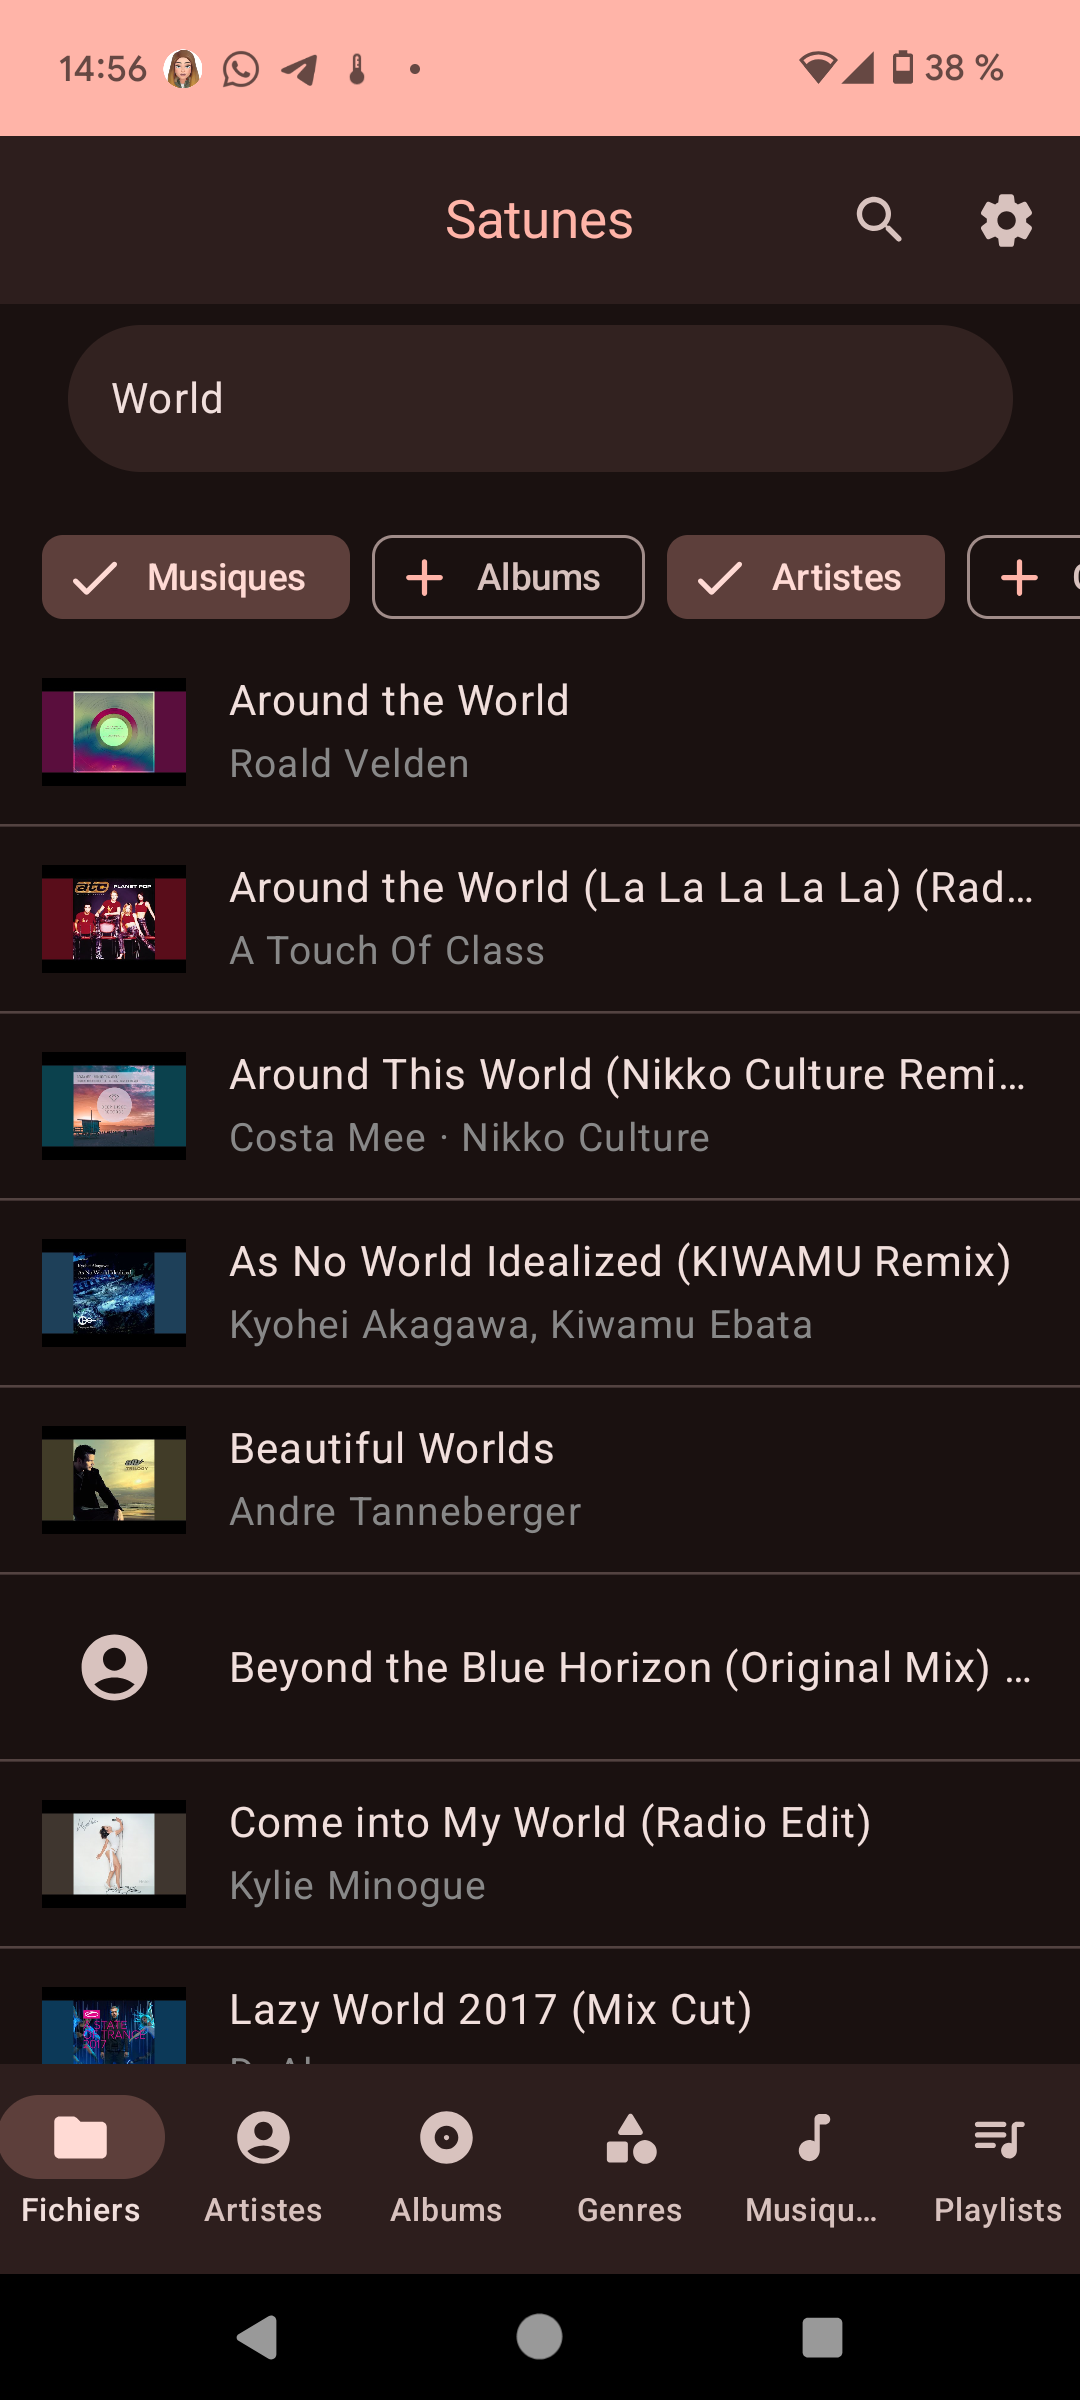 14:56
38 %
Satunes
World
Musiques
Albums
Artistes
Around the World
Roald Velden
Around the World (La La La La La) (Rad…
A Touch Of Class
Around This World (Nikko Culture Remi…
Costa Mee · Nikko Culture
As No World Idealized (KIWAMU Remix)
Kyohei Akagawa, Kiwamu Ebata
Beautiful Worlds
Andre Tanneberger
Beyond the Blue Horizon (Original Mix) …
Come into My World (Radio Edit)
Kylie Minogue
Lazy World 2017 (Mix Cut)
Fichiers
Artistes
Albums
Genres
Musiqu…
Playlists